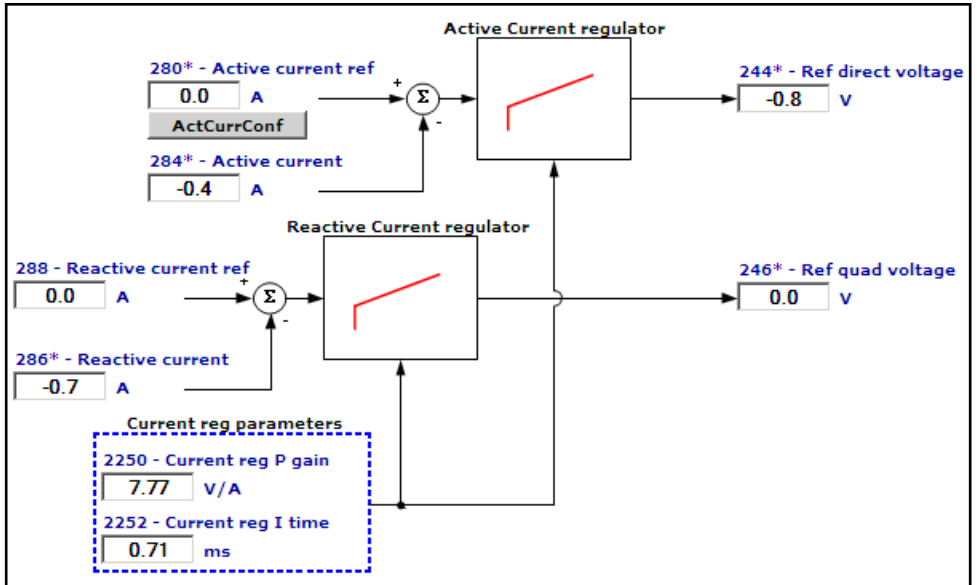 Active Current regulator
280* - Active current ref
0.0 A
ActCurrConf
+
Σ
-
244* - Ref direct voltage
-0.8 V
284* - Active current
-0.4 A
Reactive Current regulator
288 - Reactive current ref
0.0 A
+
Σ
-
246* - Ref quad voltage
0.0 V
286* - Reactive current
-0.7 A
Current reg parameters
2250 - Current reg P gain
7.77 V/A
2252 - Current reg I time
0.71 ms